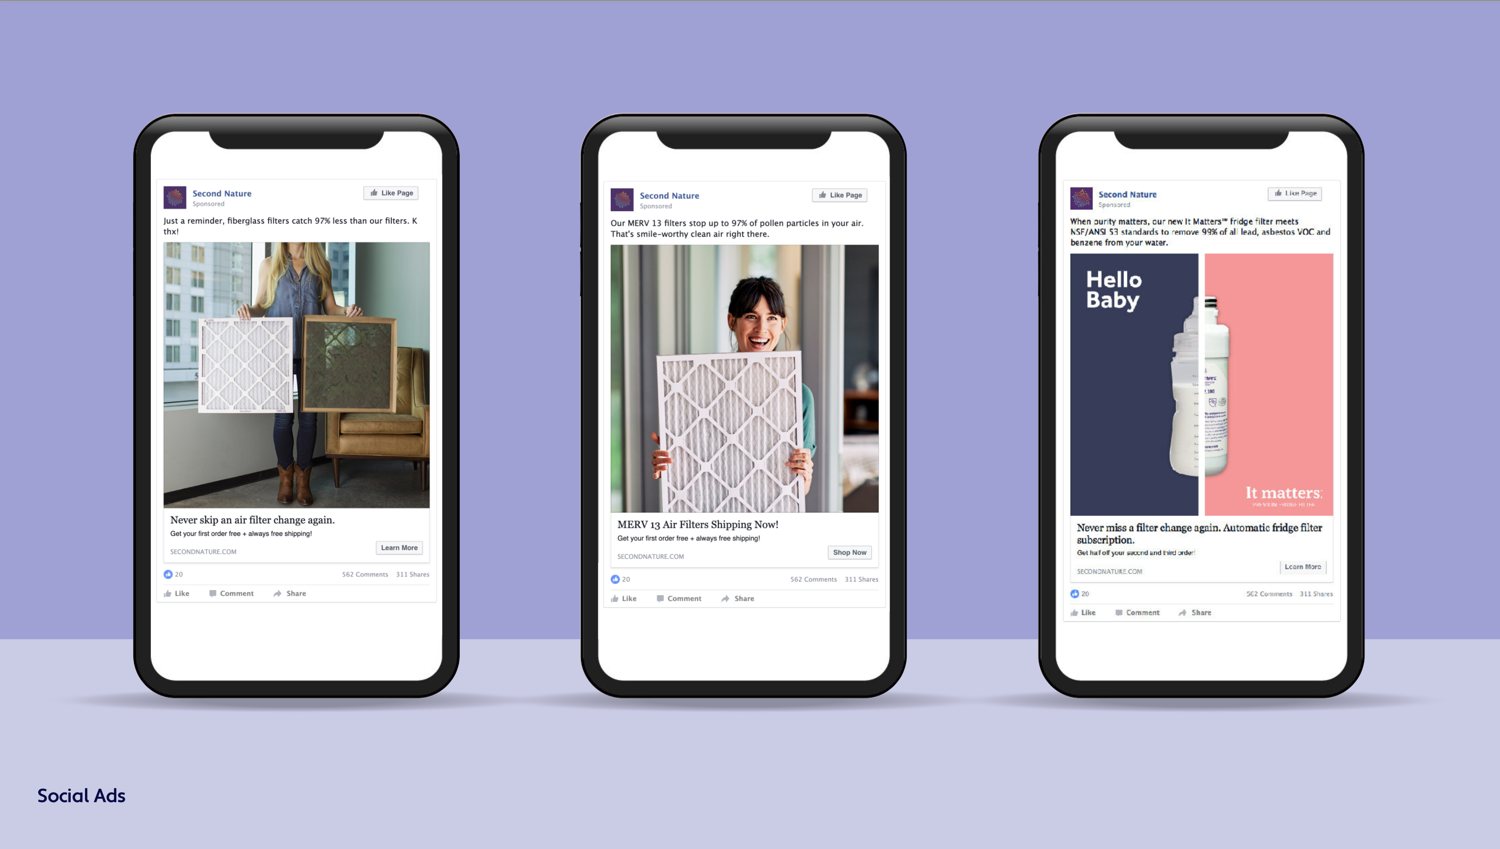 Second Nature
Like Page
Sponsored
Just a reminder, fiberglass filters catch 97% less than our filters. K
thx!
Never skip an air filter change again.
Get your first order free + always free shipping!
SECONDNATURE.COM
Learn More
20
562 Comments 311 Shares
Like Comment Share
Second Nature
Like Page
Sponsored
Our MERV 13 filters stop up to 97% of pollen particles in your air.
That's smile-worthy clean air right there.
MERV 13 Air Filters Shipping Now!
Get your first order free + always free shipping!
SECONDNATURE.COM
Shop Now
20
562 Comments 311 Shares
Like Comment Share
Second Nature
Like Page
Sponsored
When purity matters, our new It Matters™ fridge filter meets
NSF/ANSI 53 standards to remove 99% of all lead, asbestos VOC and
benzene from your water.
Hello
Baby
It matters.
Never miss a filter change again. Automatic fridge filter
subscription.
Get half off your second and third order!
SECONDNATURE.COM
Learn More
20
562 Comments 311 Shares
Like Comment Share
Social Ads